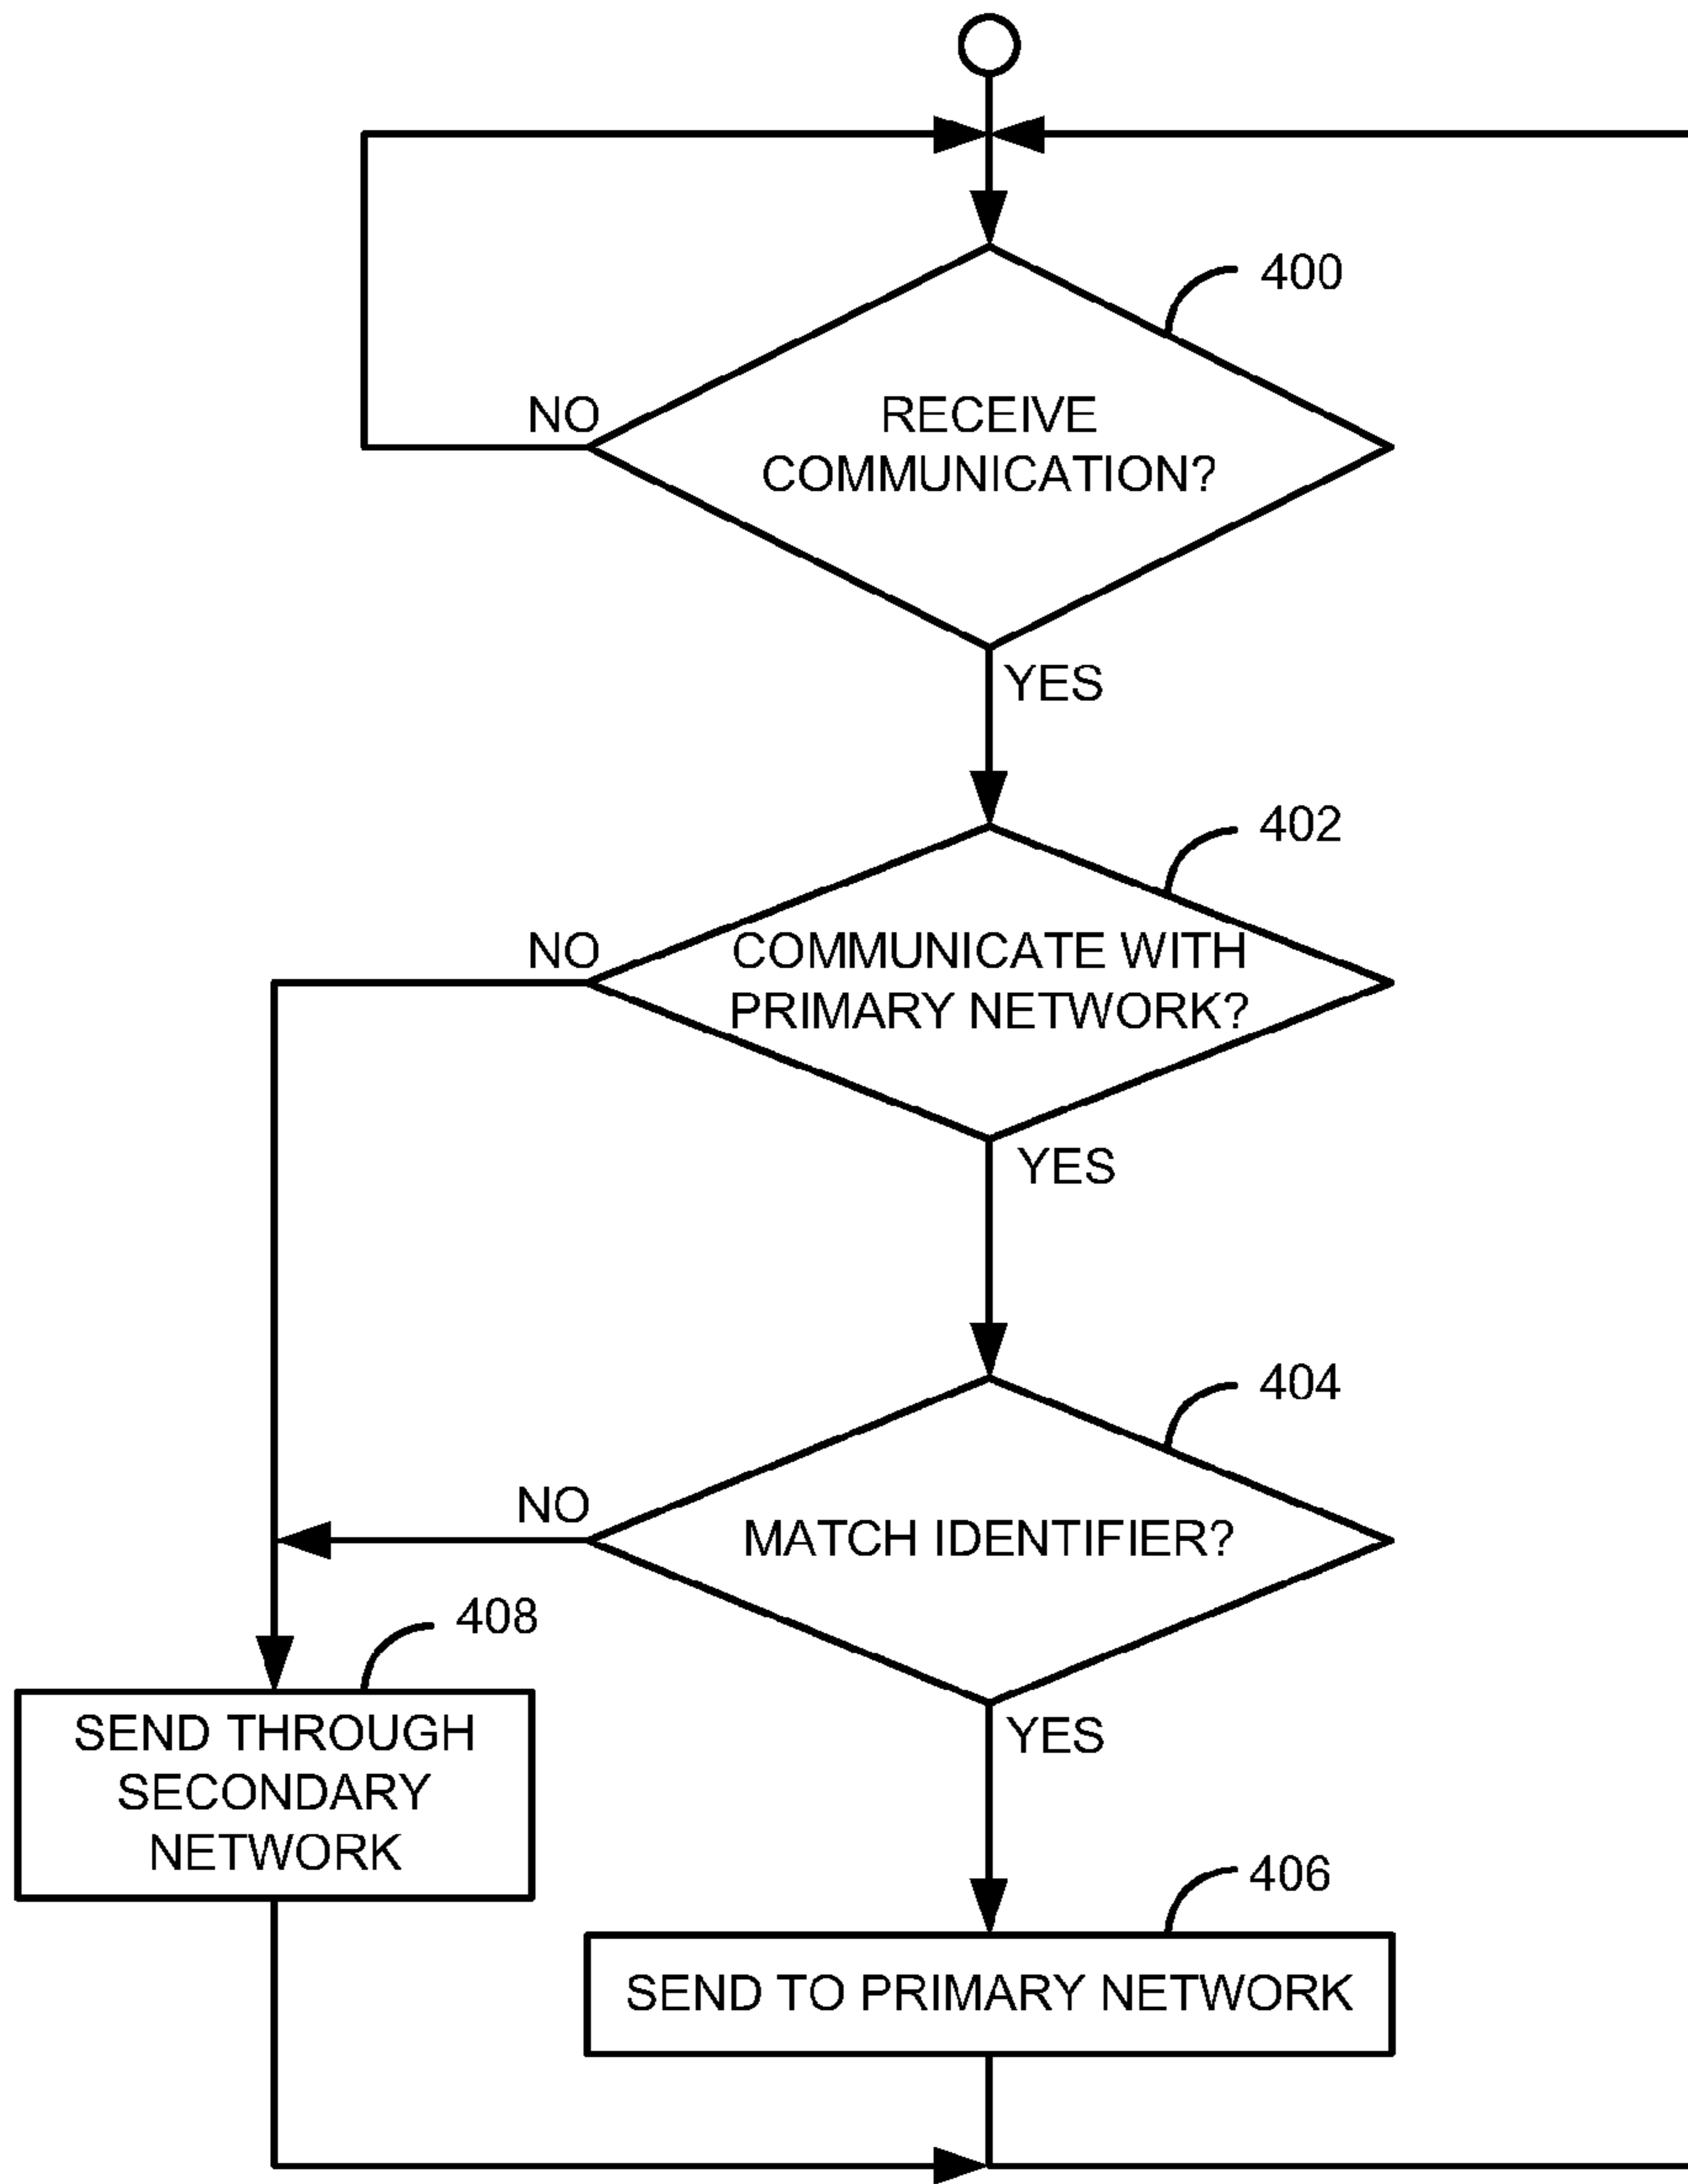 400
NO
RECEIVE
COMMUNICATION?
YES
402
NO
COMMUNICATE WITH
PRIMARY NETWORK?
YES
404
NO
MATCH IDENTIFIER?
408
SEND THROUGH
SECONDARY
NETWORK
YES
406
SEND TO PRIMARY NETWORK